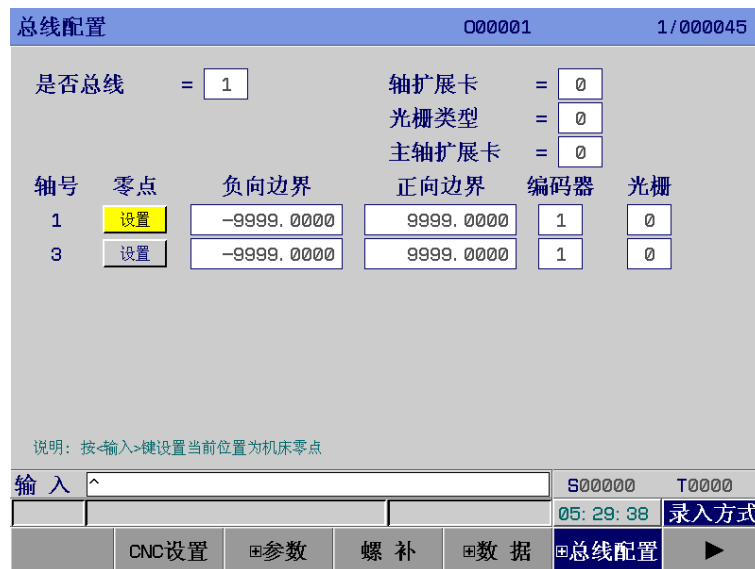 总线配置 O00001 1/000045
是否总线 = 1 轴扩展卡 = 0
光栅类型 = 0
主轴扩展卡 = 0
轴号 零点 负向边界 正向边界 编码器 光栅
1 设置 -9999.0000 9999.0000 1 0
3 设置 -9999.0000 9999.0000 1 0
说明: 按<输入>键设置当前位置为机床零点
输入 ^ S00000 T0000
05:29:38 录入方式
CNC设置 ⊞参数 螺补 ⊞数据 ⊞总线配置 ▶